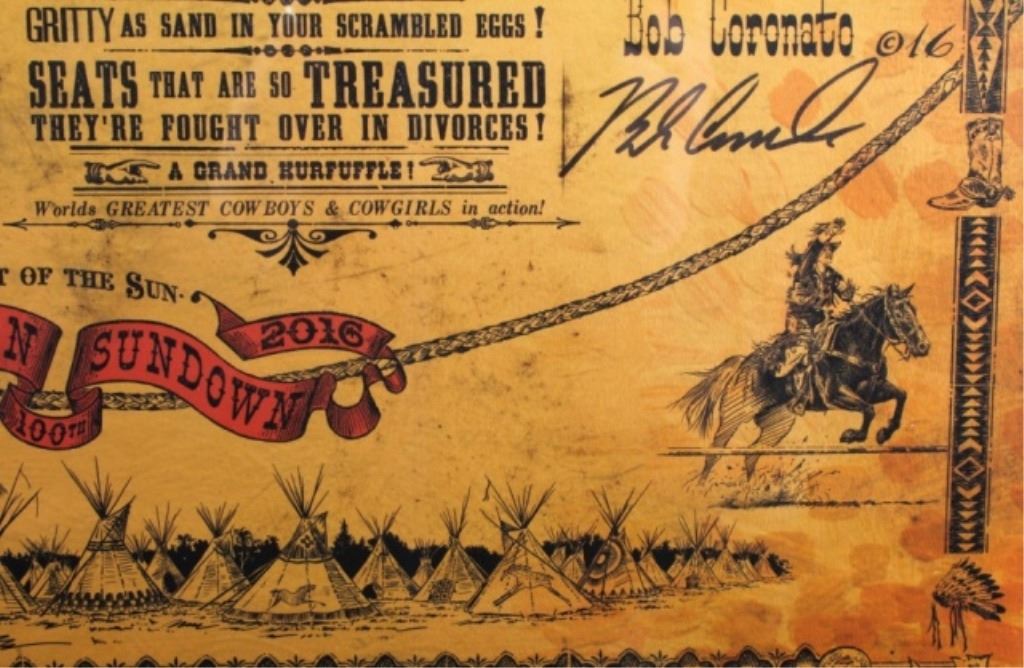 GRITTY AS SAND IN YOUR SCRAMBLED EGGS!
SEATS THAT ARE SO TREASURED
THEY'RE FOUGHT OVER IN DIVORCES!
A GRAND KURFUFFLE!
Worlds GREATEST COWBOYS & COWGIRLS in action!
Bob Coronato ©16
T OF THE SUN.
2016
N SUNDOWN
100TH